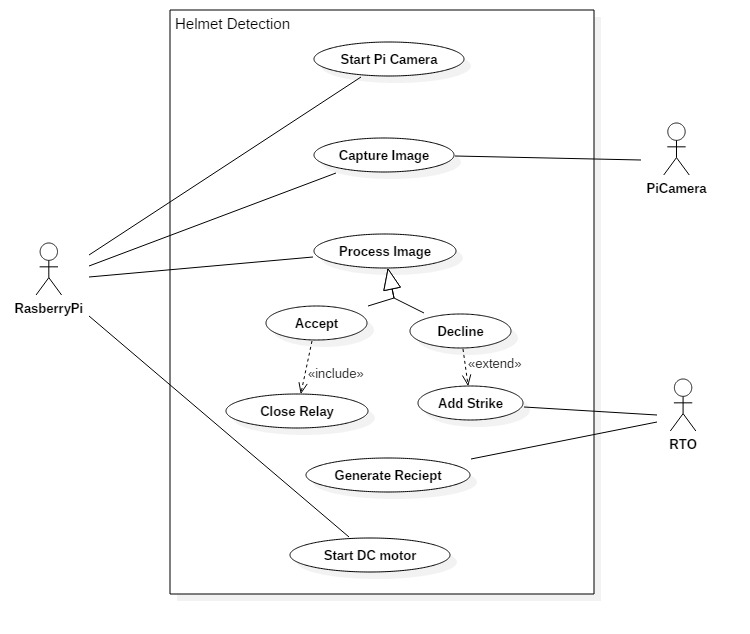 Helmet Detection
Start Pi Camera
Capture Image
PiCamera
Process Image
RasberryPi
Accept
Decline
«include»
«extend»
Close Relay
Add Strike
RTO
Generate Reciept
Start DC motor